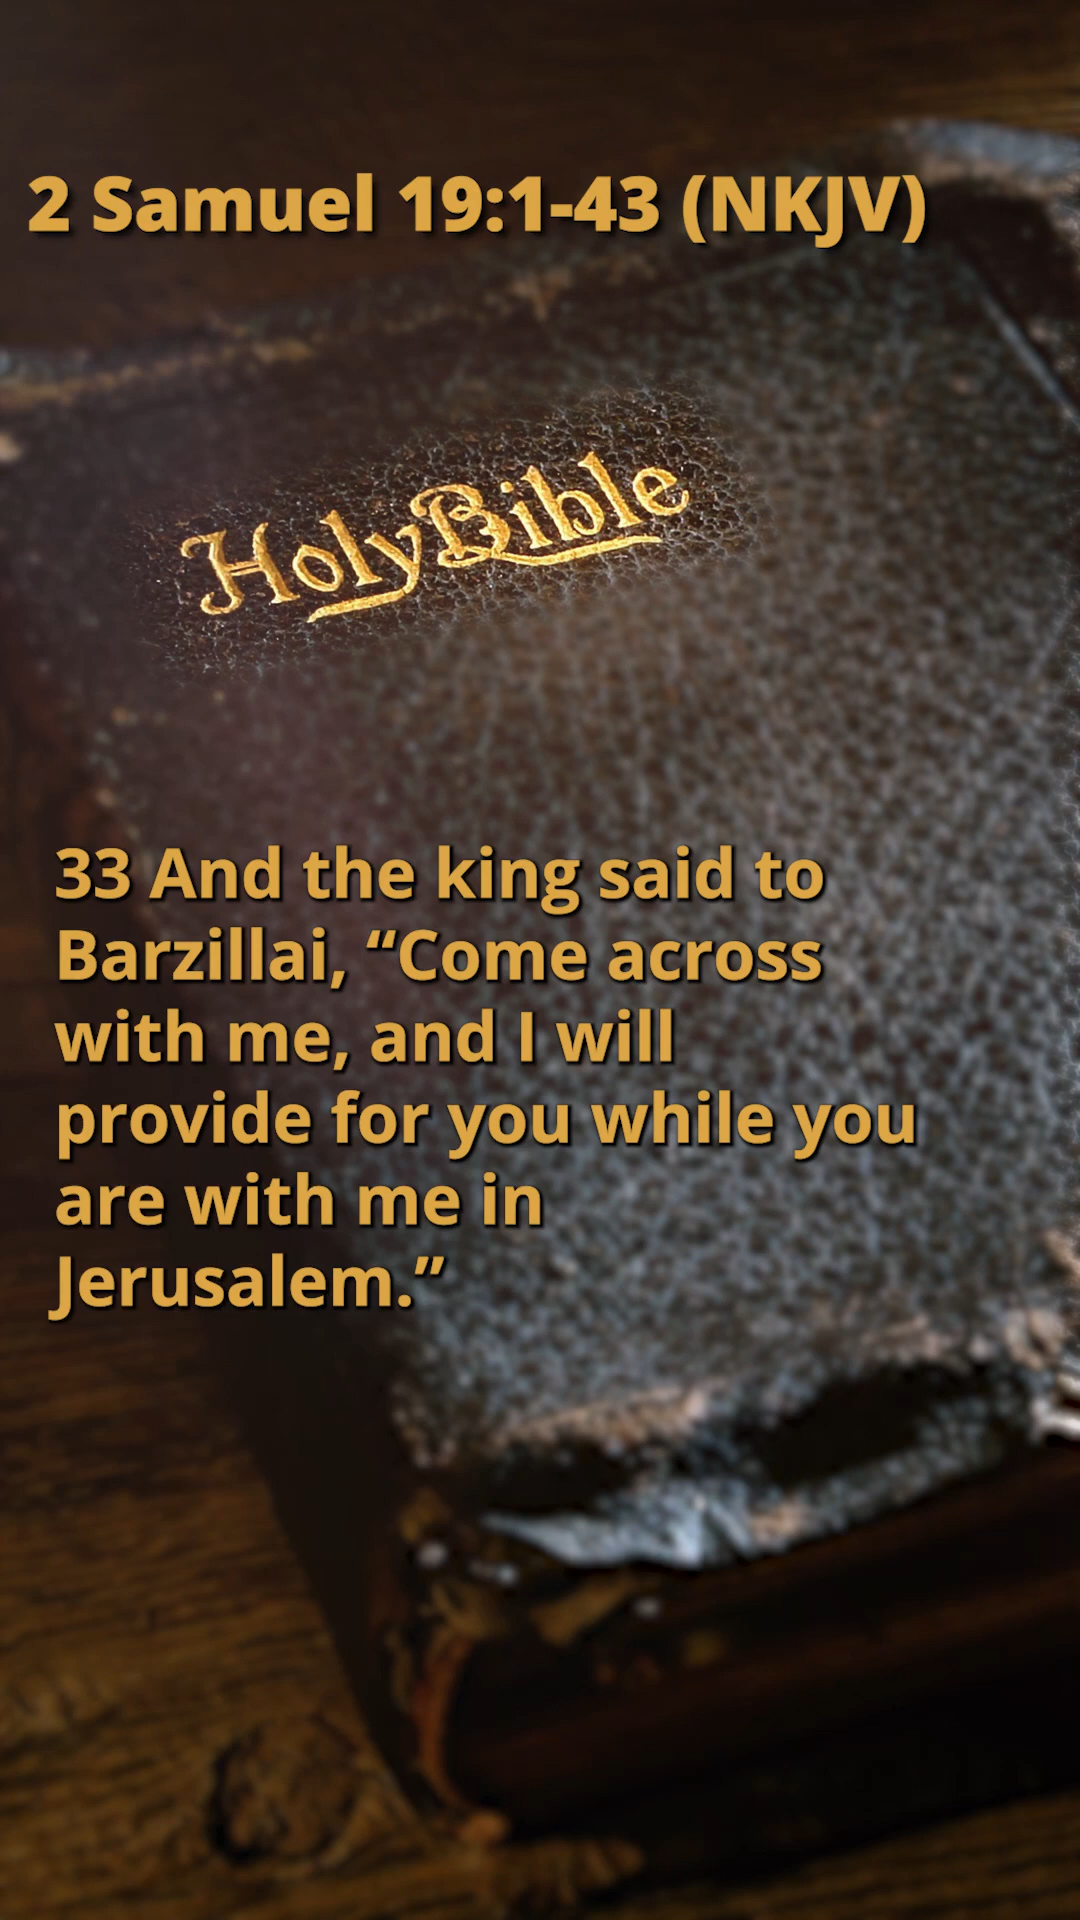 2 Samuel 19:1-43 (NKJV)
HolyBible
33 And the king said to
Barzillai, “Come across
with me, and I will
provide for you while you
are with me in
Jerusalem.”